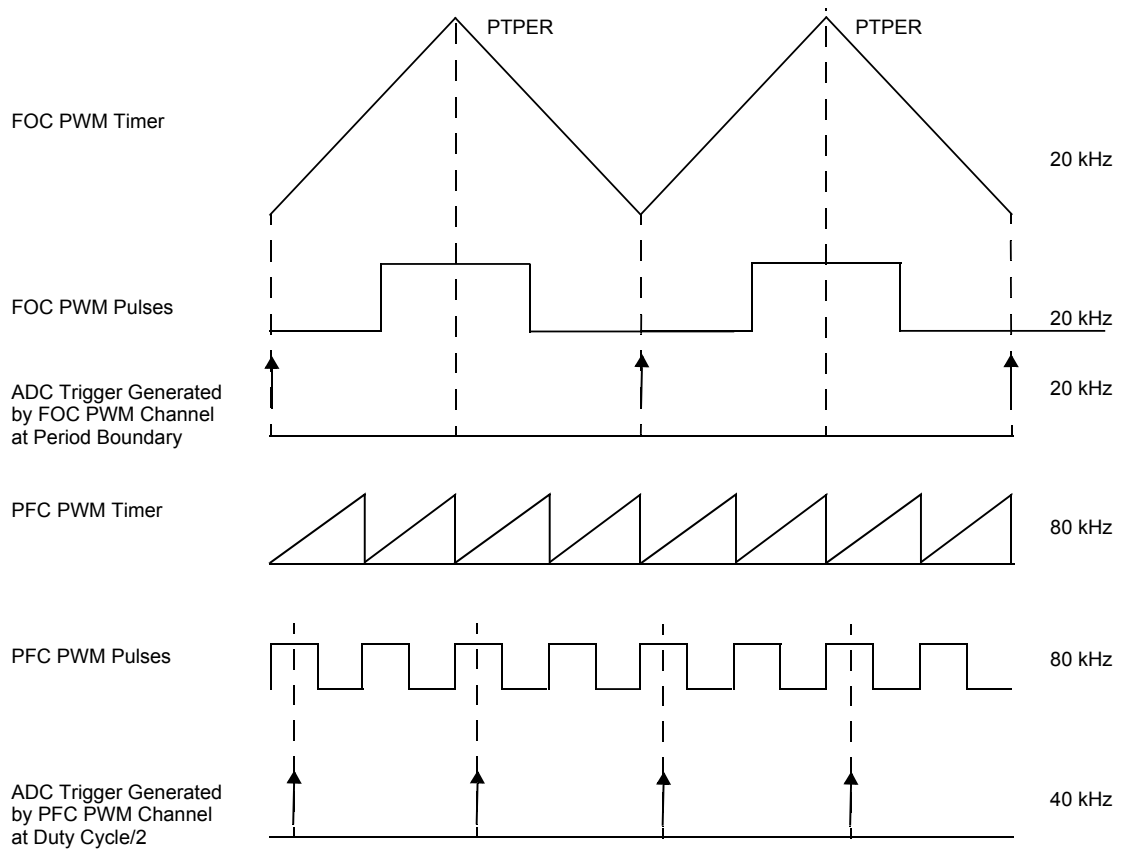 PTPER
PTPER
FOC PWM Timer
20 kHz
FOC PWM Pulses
20 kHz
ADC Trigger Generated
by FOC PWM Channel
at Period Boundary
20 kHz
PFC PWM Timer
80 kHz
PFC PWM Pulses
80 kHz
ADC Trigger Generated
by PFC PWM Channel
at Duty Cycle/2
40 kHz